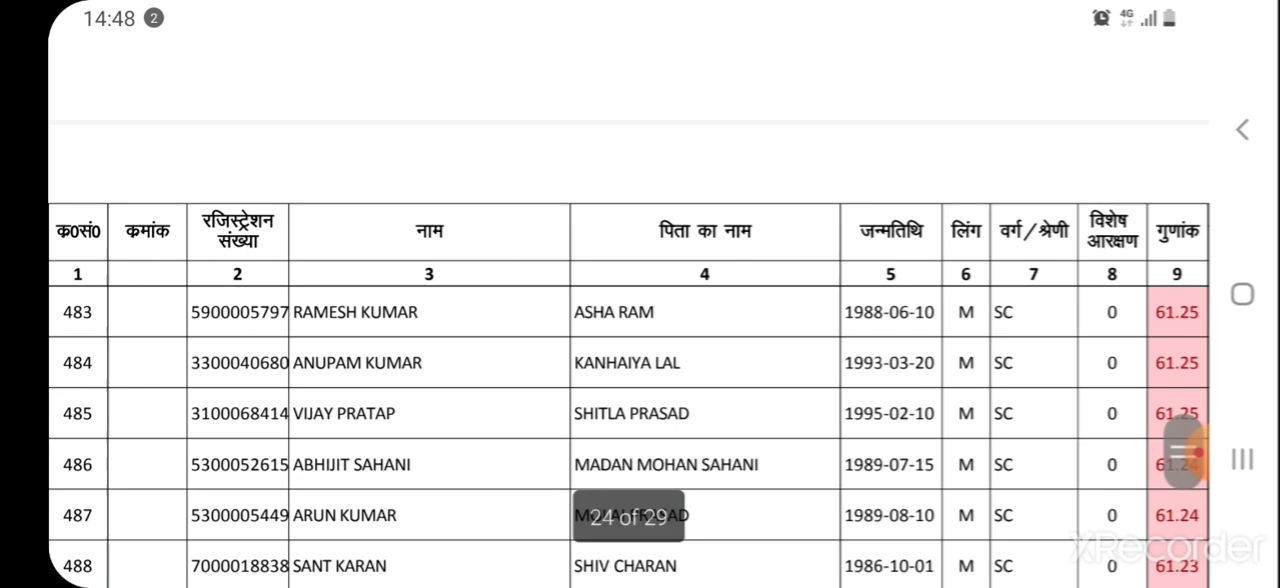 14:48 2
4G
क0सं0 कमांक रजिस्ट्रेशन संख्या नाम पिता का नाम जन्मतिथि लिंग वर्ग/श्रेणी विशेष आरक्षण गुणांक
1 2 3 4 5 6 7 8 9
483 5900005797 RAMESH KUMAR ASHA RAM 1988-06-10 M SC 0 61.25
484 3300040680 ANUPAM KUMAR KANHAIYA LAL 1993-03-20 M SC 0 61.25
485 3100068414 VIJAY PRATAP SHITLA PRASAD 1995-02-10 M SC 0 61.25
486 5300052615 ABHIJIT SAHANI MADAN MOHAN SAHANI 1989-07-15 M SC 0 61.24
487 5300005449 ARUN KUMAR 1989-08-10 M SC 0 61.24
24 of 29
488 7000018838 SANT KARAN SHIV CHARAN 1986-10-01 M SC 0 61.23
XRecorder